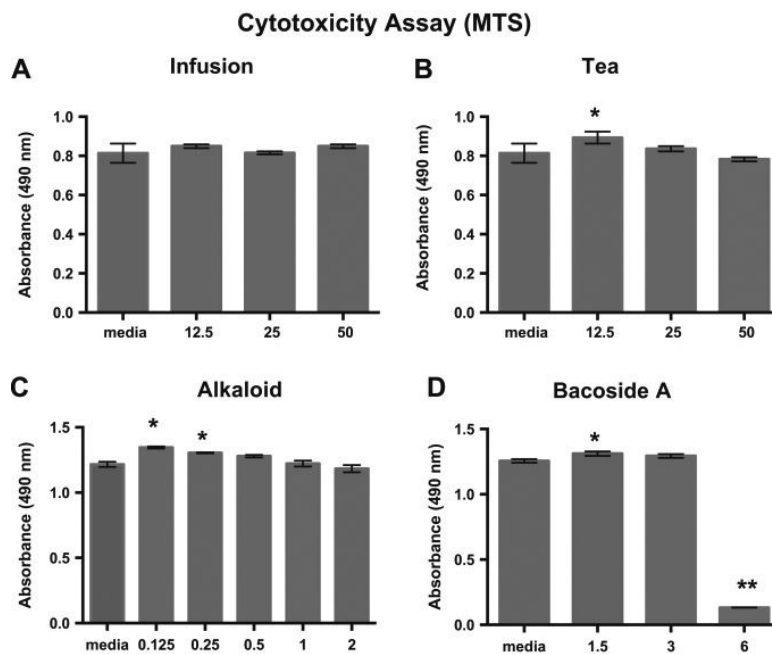 Cytotoxicity Assay (MTS)
A
Infusion
Absorbance (490 nm)
1.0
0.8
0.6
0.4
0.2
0.0
media 12.5 25 50
B
Tea
Absorbance (490 nm)
1.0
0.8
0.6
0.4
0.2
0.0
*
media 12.5 25 50
C
Alkaloid
Absorbance (490 nm)
1.5
1.0
0.5
0.0
* *
media 0.125 0.25 0.5 1 2
D
Bacoside A
Absorbance (490 nm)
1.5
1.0
0.5
0.0
*
**
media 1.5 3 6